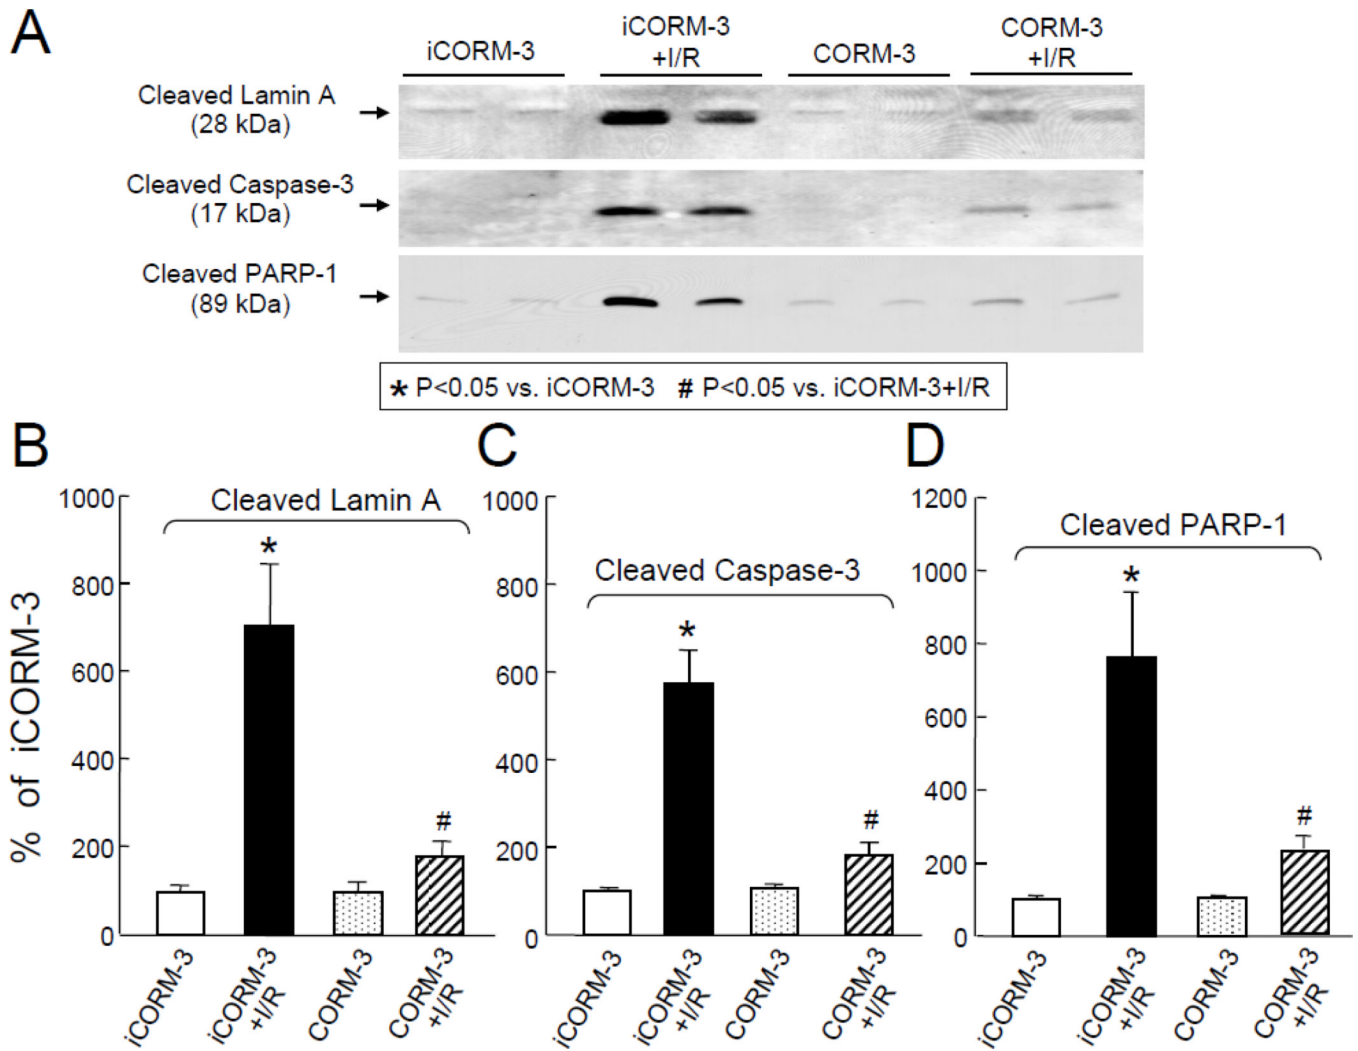 A
iCORM-3
iCORM-3
+I/R
CORM-3
CORM-3
+I/R
Cleaved Lamin A
(28 kDa)
Cleaved Caspase-3
(17 kDa)
Cleaved PARP-1
(89 kDa)
* P<0.05 vs. iCORM-3 # P<0.05 vs. iCORM-3+I/R
B
% of iCORM-3
Cleaved Lamin A
1000
800
600
400
200
0
*
#
iCORM-3
iCORM-3
+I/R
CORM-3
CORM-3
+I/R
C
Cleaved Caspase-3
1000
800
600
400
200
0
*
#
iCORM-3
iCORM-3
+I/R
CORM-3
CORM-3
+I/R
D
Cleaved PARP-1
1200
1000
800
600
400
200
0
*
#
iCORM-3
iCORM-3
+I/R
CORM-3
CORM-3
+I/R